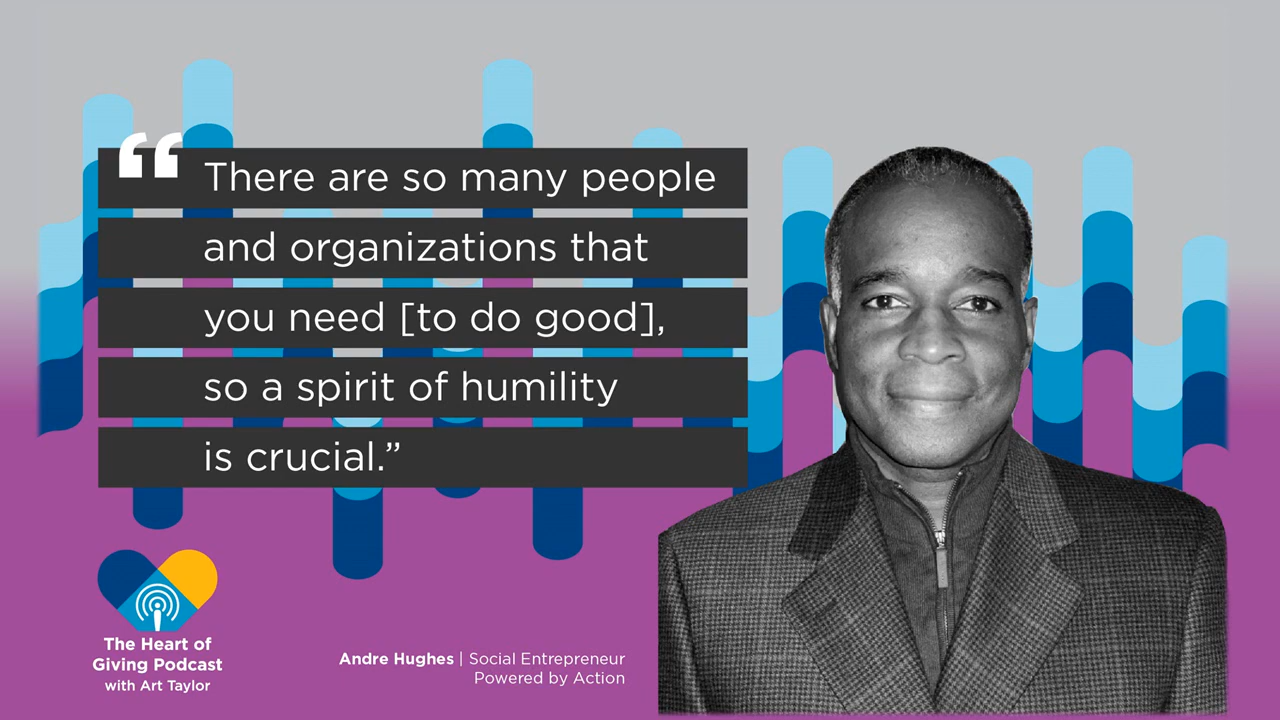 “There are so many people
and organizations that
you need [to do good],
so a spirit of humility
is crucial.”
The Heart of
Giving Podcast
with Art Taylor
Andre Hughes | Social Entrepreneur
Powered by Action